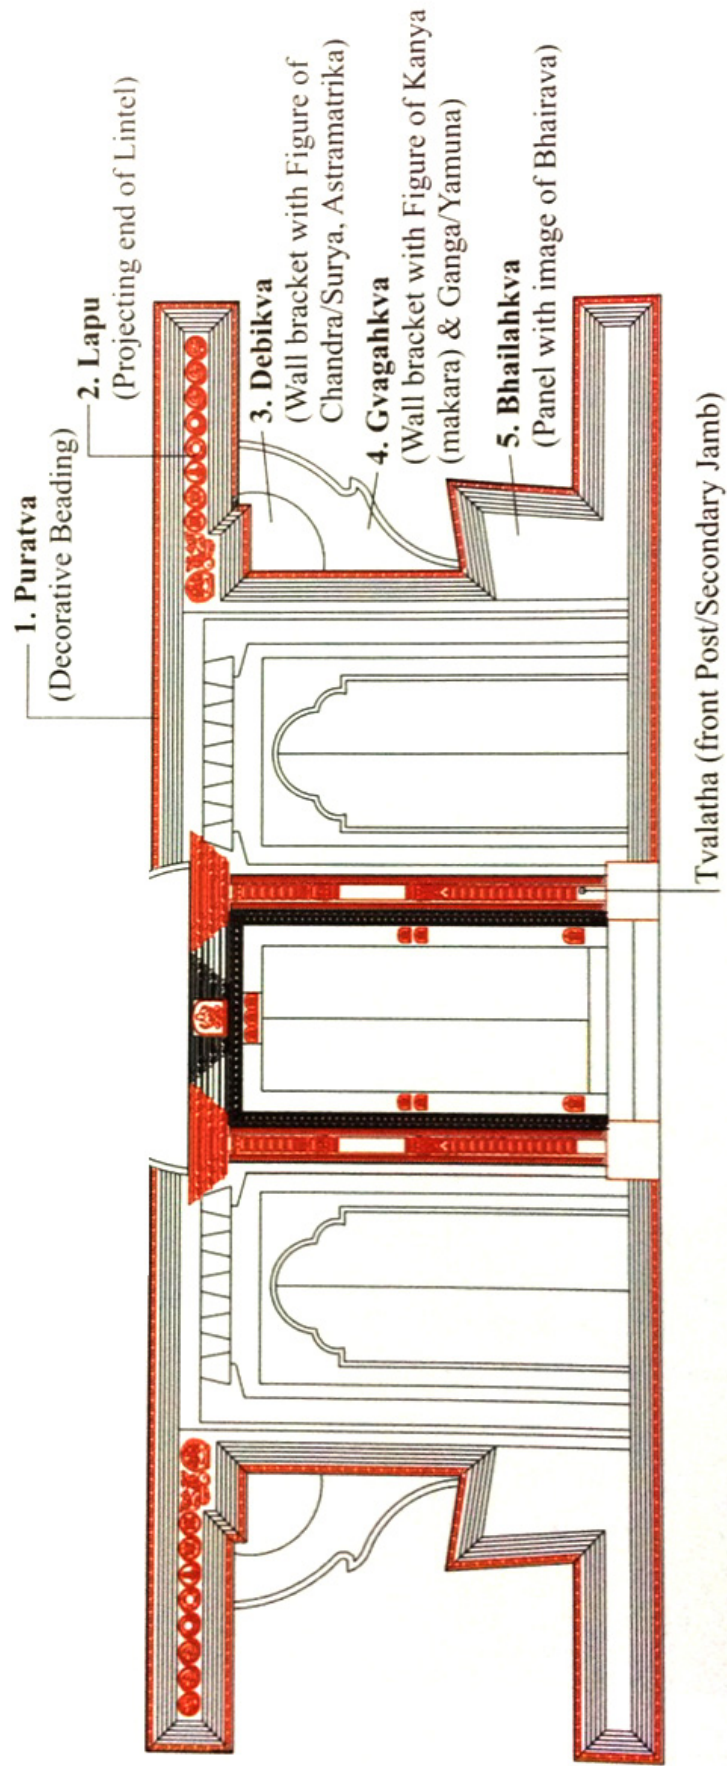 1. Puratva
(Decorative Beading)
2. Lapu
(Projecting end of Lintel)
3. Debikva
(Wall bracket with Figure of
Chandra/Surya, Astramatrika)
4. Gvagahkva
(Wall bracket with Figure of Kanya
(makara) & Ganga/Yamuna)
5. Bhailahkva
(Panel with image of Bhairava)
Tvalatha (front Post/Secondary Jamb)